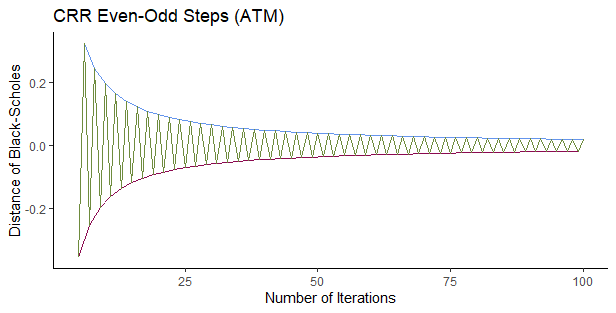 CRR Even-Odd Steps (ATM)
Distance of Black-Scholes
0.2
0.0
-0.2
25 50 75 100
Number of Iterations